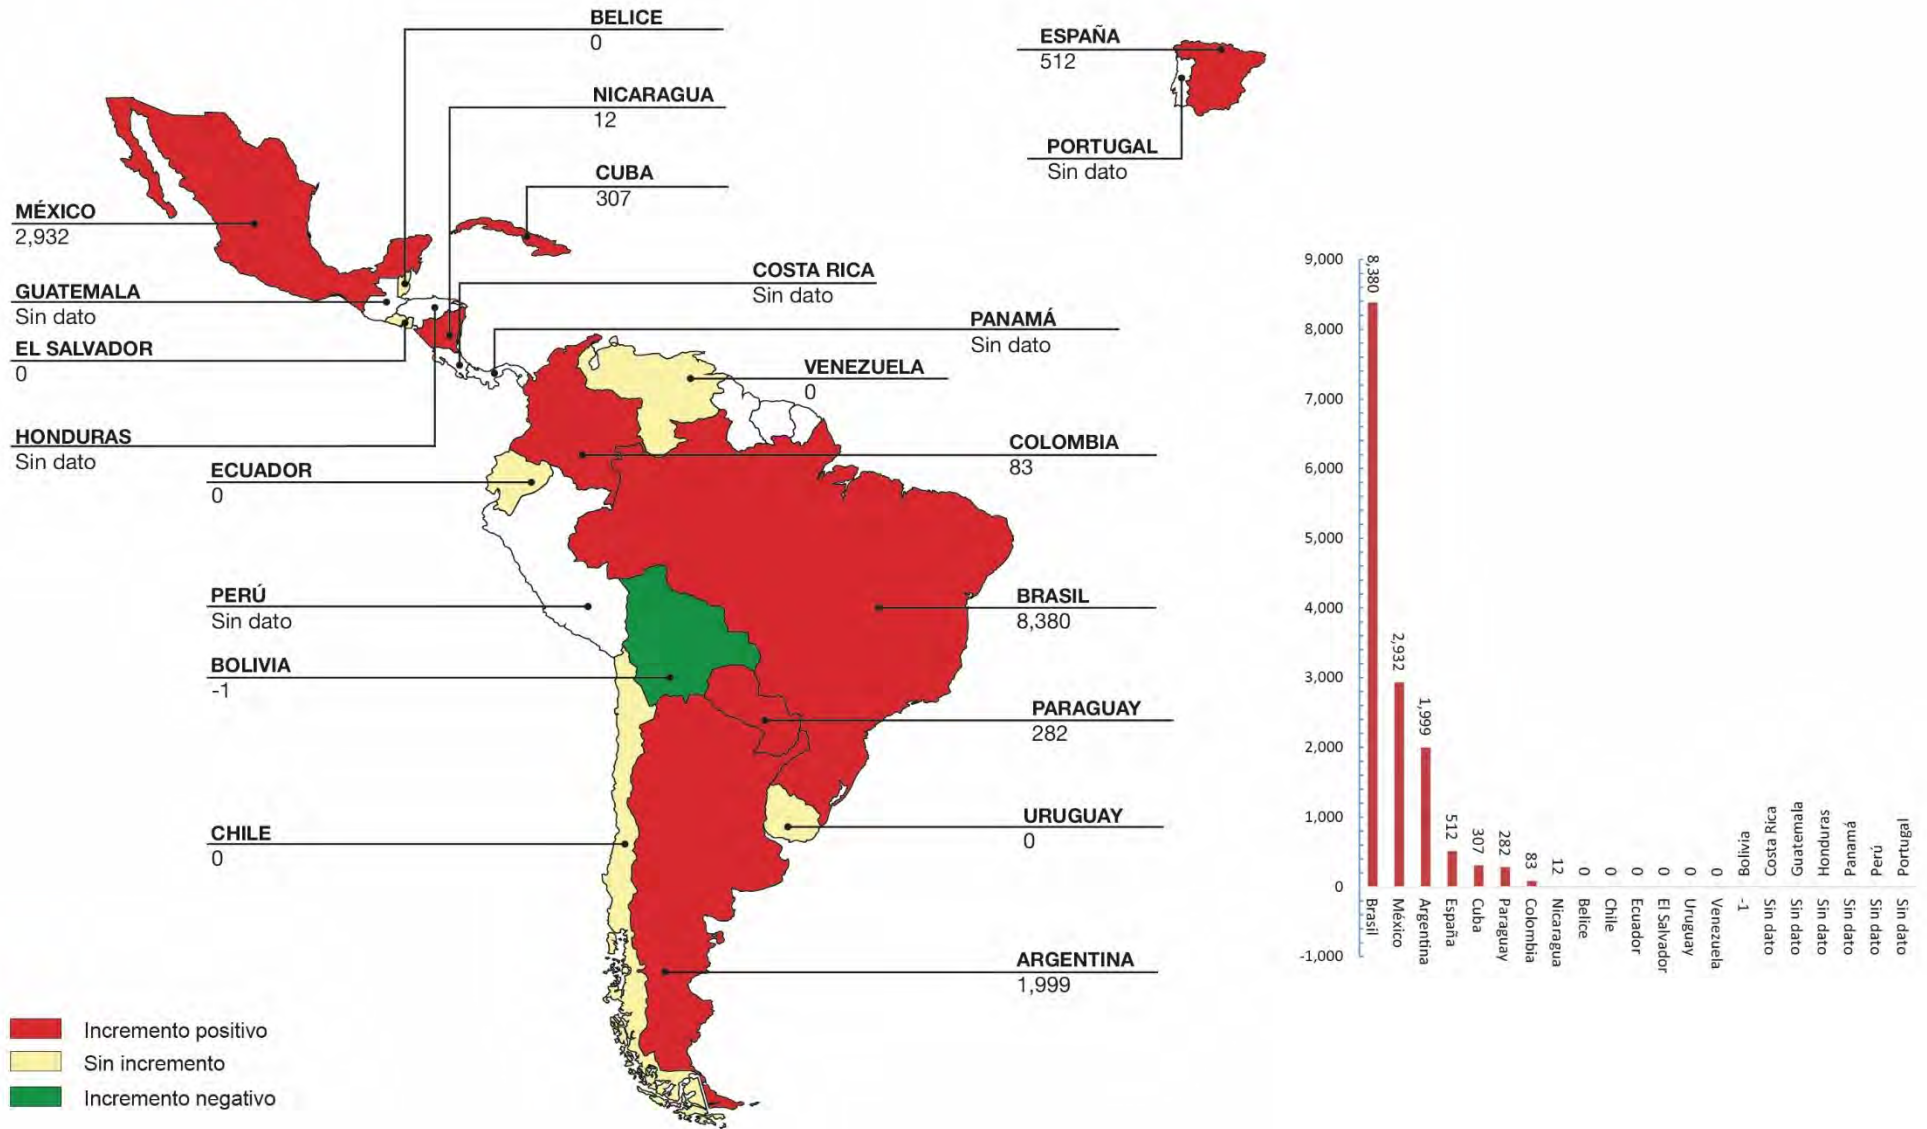 BELICE
0
NICARAGUA
12
CUBA
307
MÉXICO
2,932
COSTA RICA
Sin dato
GUATEMALA
Sin dato
PANAMÁ
Sin dato
EL SALVADOR
0
VENEZUELA
0
HONDURAS
Sin dato
COLOMBIA
83
ECUADOR
0
PERÚ
Sin dato
BRASIL
8,380
BOLIVIA
-1
PARAGUAY
282
CHILE
0
URUGUAY
0
ARGENTINA
1,999
Incremento positivo
Sin incremento
Incremento negativo
ESPAÑA
512
PORTUGAL
Sin dato
9,000
8,000
7,000
6,000
5,000
4,000
3,000
2,000
1,000
0
-1,000
8,380
2,932
1,999
512
307
282
83
12
0
0
0
0
0
0
Bolivia
Costa Rica
Guatemala
Honduras
Panamá
Perú
Portugal
Brasil
México
Argentina
España
Cuba
Paraguay
Colombia
Nicaragua
Belice
Chile
Ecuador
El Salvador
Uruguay
Venezuela
-1
Sin dato
Sin dato
Sin dato
Sin dato
Sin dato
Sin dato